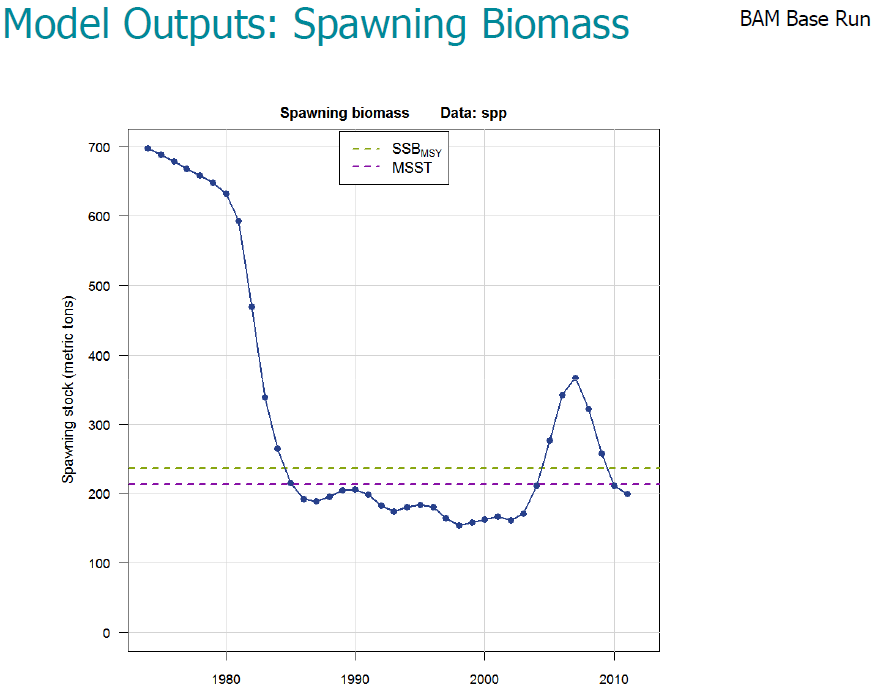 Model Outputs: Spawning Biomass
BAM Base Run
Spawning biomass Data: spp
SSBMSY
MSST
Spawning stock (metric tons)
700
600
500
400
300
200
100
0
1980 1990 2000 2010